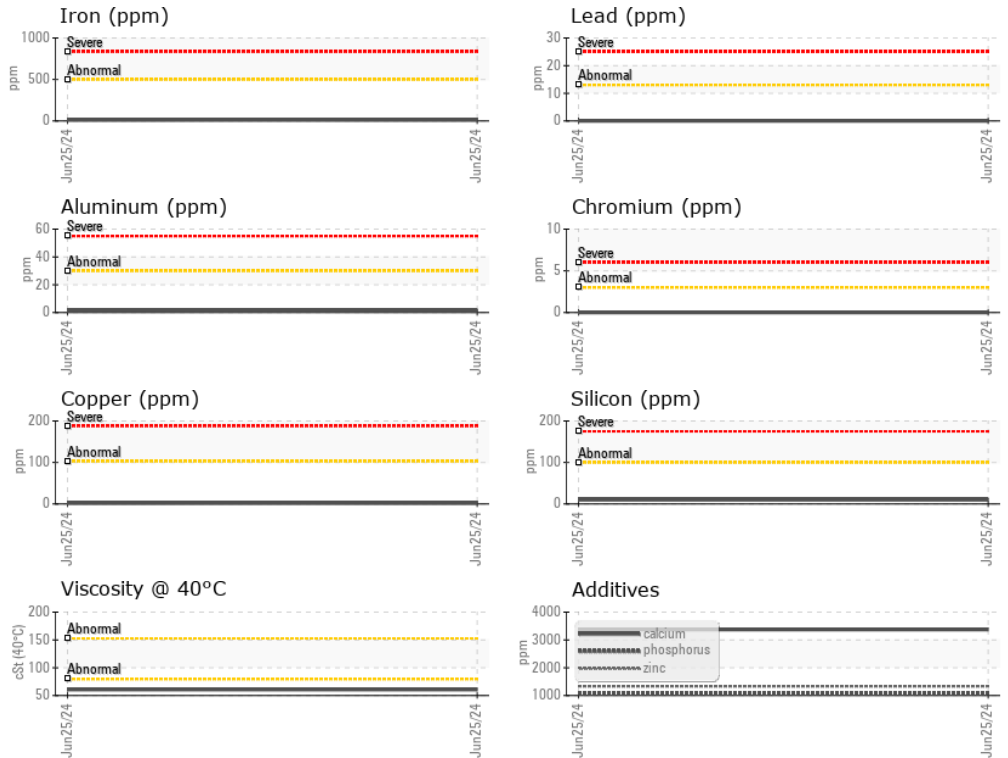 Iron (ppm)
1000
500
0
ppm
Severe
Abnormal
Jun25/24
Jun25/24
Lead (ppm)
30
20
10
0
ppm
Severe
Abnormal
Jun25/24
Jun25/24
Aluminum (ppm)
60
40
20
0
ppm
Severe
Abnormal
Jun25/24
Jun25/24
Chromium (ppm)
10
5
0
ppm
Severe
Abnormal
Jun25/24
Jun25/24
Copper (ppm)
200
100
0
ppm
Severe
Abnormal
Jun25/24
Jun25/24
Silicon (ppm)
200
100
0
ppm
Severe
Abnormal
Jun25/24
Jun25/24
Viscosity @ 40°C
200
150
100
50
cSt (40°C)
Abnormal
Abnormal
Jun25/24
Jun25/24
Additives
4000
3000
2000
1000
ppm
calcium
phosphorus
zinc
Jun25/24
Jun25/24